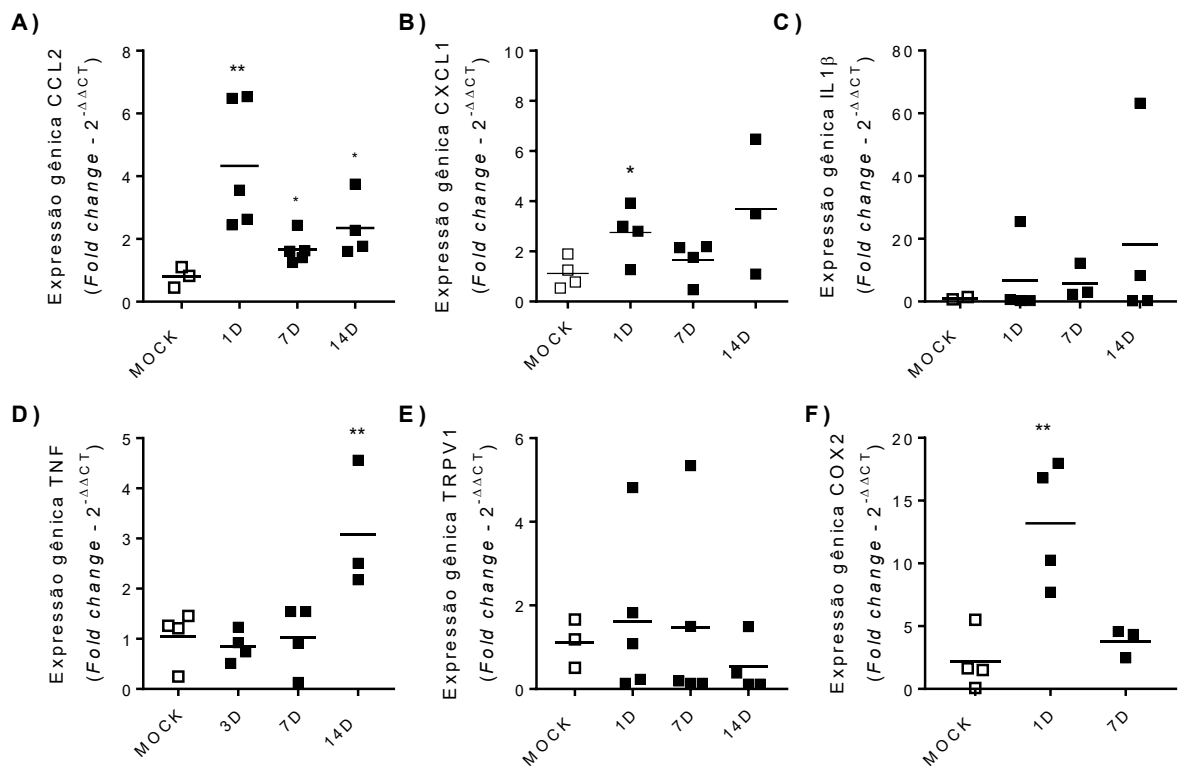 A)
Expressão gênica CCL2
(Fold change - 2^-ΔΔCT)
8
6
4
2
0
**
*
*
MOCK
1D
7D
14D
B)
Expressão gênica CXCL1
(Fold change - 2^-ΔΔCT)
10
8
6
4
2
0
*
MOCK
1D
7D
14D
C)
Expressão gênica IL1β
(Fold change - 2^-ΔΔCT)
80
60
40
20
0
MOCK
1D
7D
14D
D)
Expressão gênica TNF
(Fold change - 2^-ΔΔCT)
5
4
3
2
1
0
**
MOCK
3D
7D
14D
E)
Expressão gênica TRPV1
(Fold change - 2^-ΔΔCT)
6
4
2
0
MOCK
1D
7D
14D
F)
Expressão gênica COX2
(Fold change - 2^-ΔΔCT)
20
15
10
5
0
**
MOCK
1D
7D